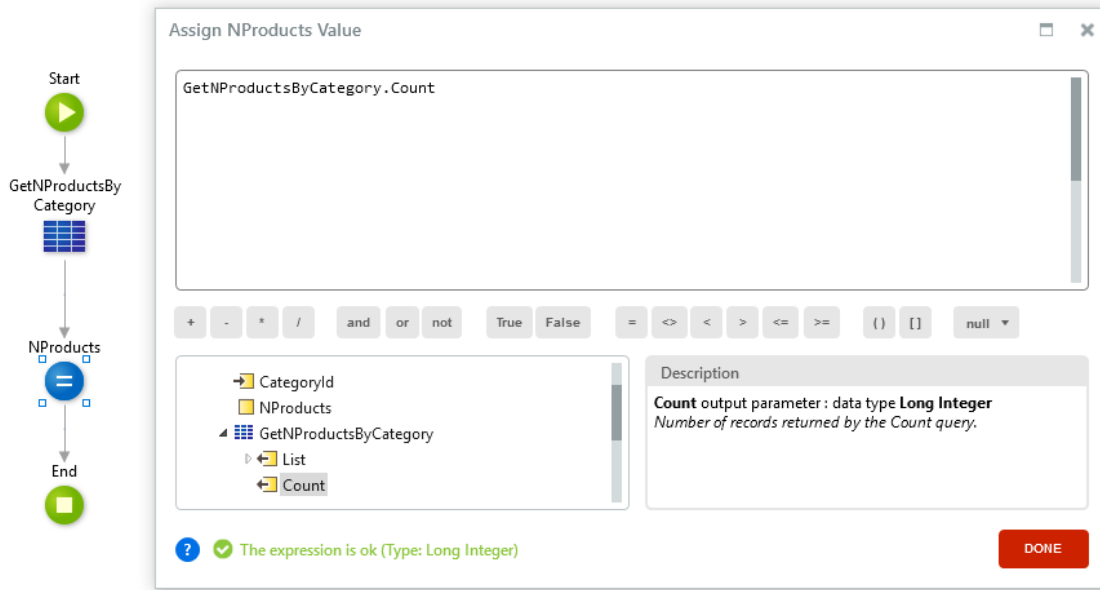 Start
GetNProductsBy
Category
NProducts
End
Assign NProducts Value
GetNProductsByCategory.Count
+ - * / and or not True False = <> < > <= >= () [] null
CategoryId
NProducts
GetNProductsByCategory
List
Count
Description
Count output parameter : data type Long Integer
Number of records returned by the Count query.
? The expression is ok (Type: Long Integer)
DONE